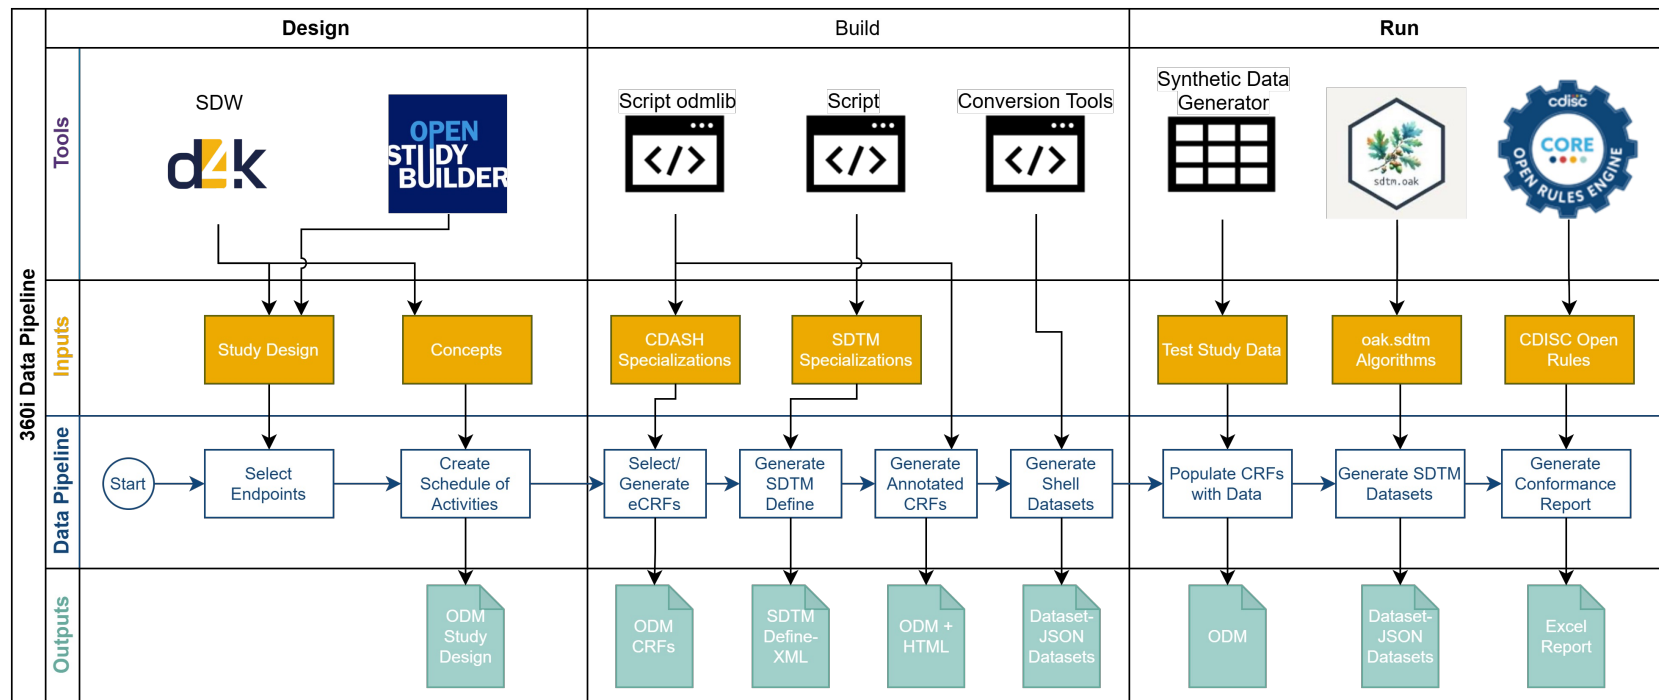 Design
Build
Run
360i Data Pipeline
Tools
SDW
d4k
OPEN
STUDY
BUILDER
Script odmlib
</>
Script
</>
Conversion Tools
</>
Synthetic Data
Generator
sdtm.oak
cdisc
CORE
OPEN RULES ENGINE
Inputs
Study Design
Concepts
CDASH
Specializations
SDTM
Specializations
Test Study Data
oak.sdtm
Algorithms
CDISC Open
Rules
Data Pipeline
Start
Select
Endpoints
Create
Schedule of
Activities
Select/
Generate
eCRFs
Generate
SDTM
Define
Generate
Annotated
CRFs
Generate
Shell
Datasets
Populate CRFs
with Data
Generate SDTM
Datasets
Generate
Conformance
Report
Outputs
ODM
Study
Design
ODM
CRFs
SDTM
Define-
XML
ODM +
HTML
Dataset-
JSON
Datasets
ODM
Dataset-
JSON
Datasets
Excel
Report